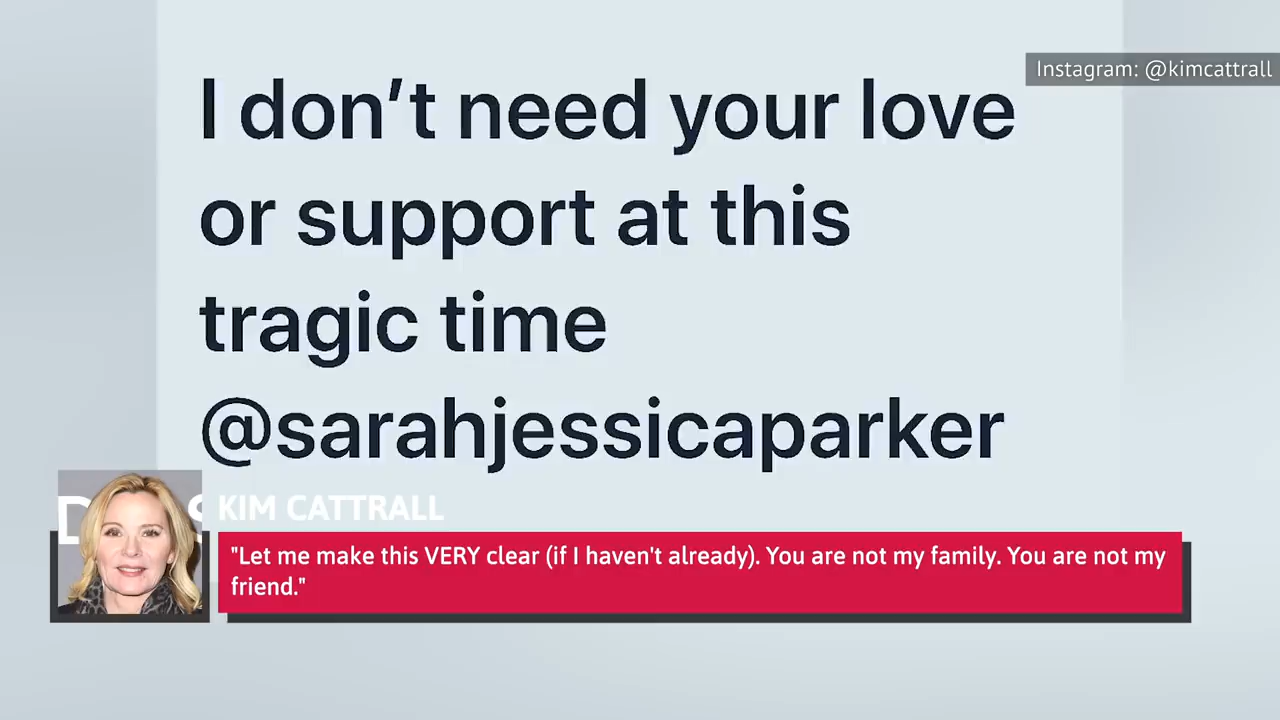 Instagram: @kimcattrall
I don’t need your love
or support at this
tragic time
@sarahjessicaparker
KIM CATTRALL
"Let me make this VERY clear (if I haven't already). You are not my family. You are not my
friend."